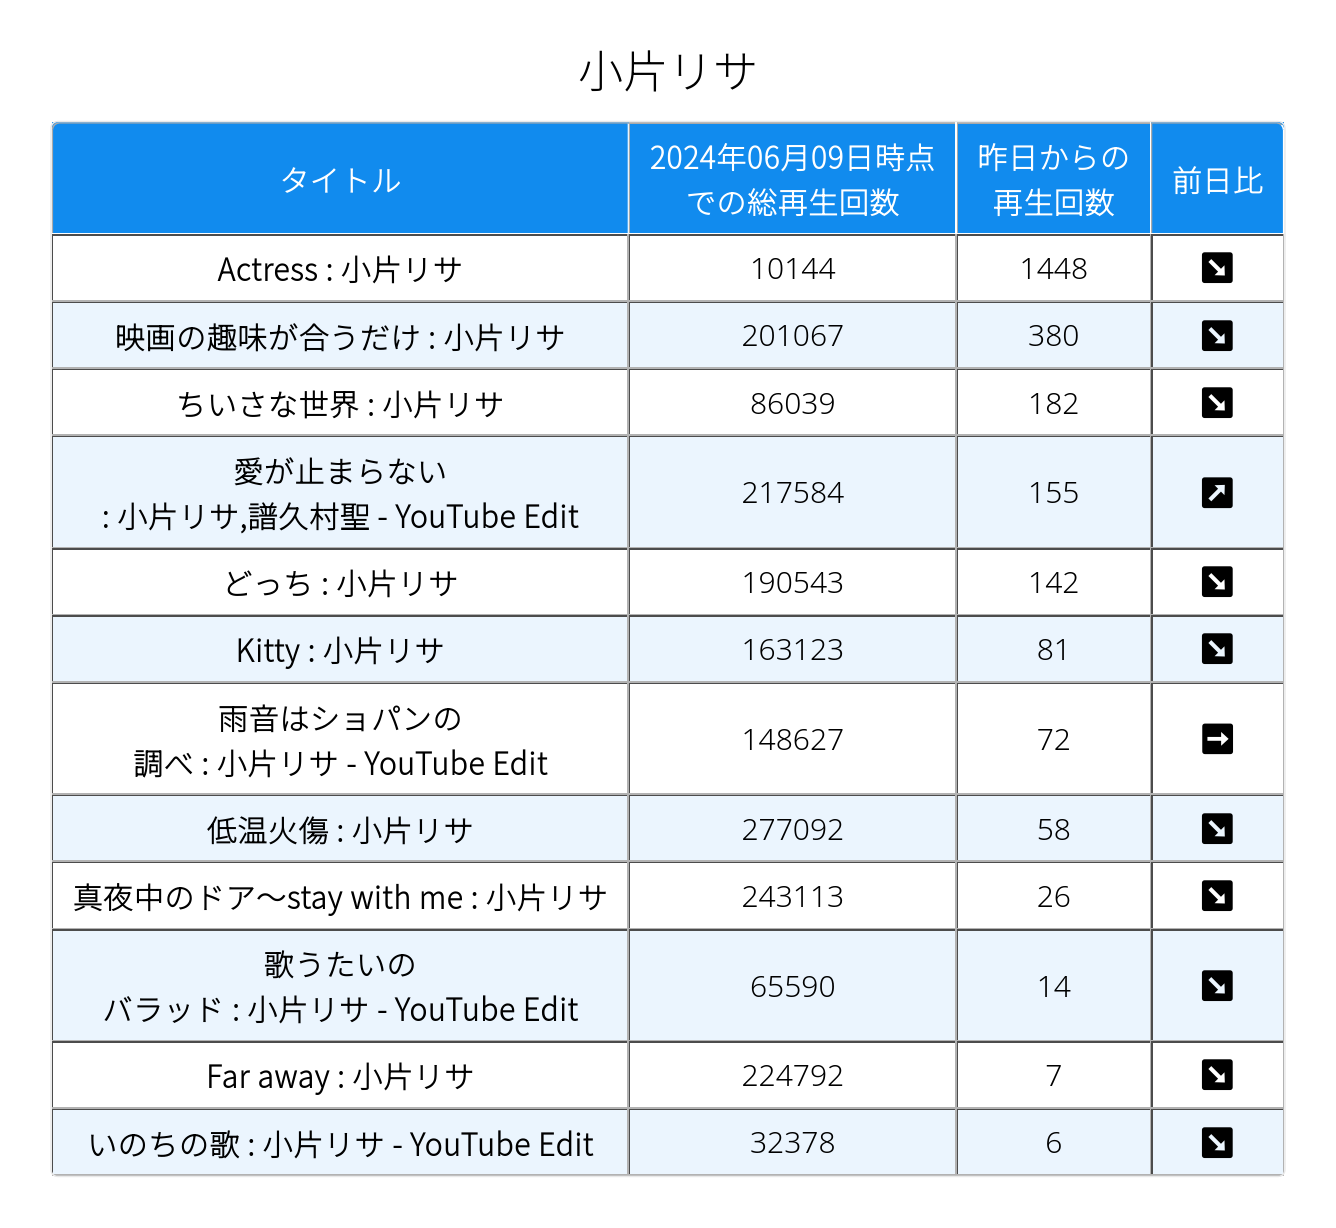 小片リサ
タイトル
2024年06月09日時点
での総再生回数
昨日からの
再生回数
前日比
Actress : 小片リサ 10144 1448 ↘
映画の趣味が合うだけ : 小片リサ 201067 380 ↘
ちいさな世界 : 小片リサ 86039 182 ↘
愛が止まらない
: 小片リサ,譜久村聖 - YouTube Edit 217584 155 ↗
どっち : 小片リサ 190543 142 ↘
Kitty : 小片リサ 163123 81 ↘
雨音はショパンの
調べ : 小片リサ - YouTube Edit 148627 72 →
低温火傷 : 小片リサ 277092 58 ↘
真夜中のドア〜stay with me : 小片リサ 243113 26 ↘
歌うたいの
バラッド : 小片リサ - YouTube Edit 65590 14 ↘
Far away : 小片リサ 224792 7 ↘
いのちの歌 : 小片リサ - YouTube Edit 32378 6 ↘